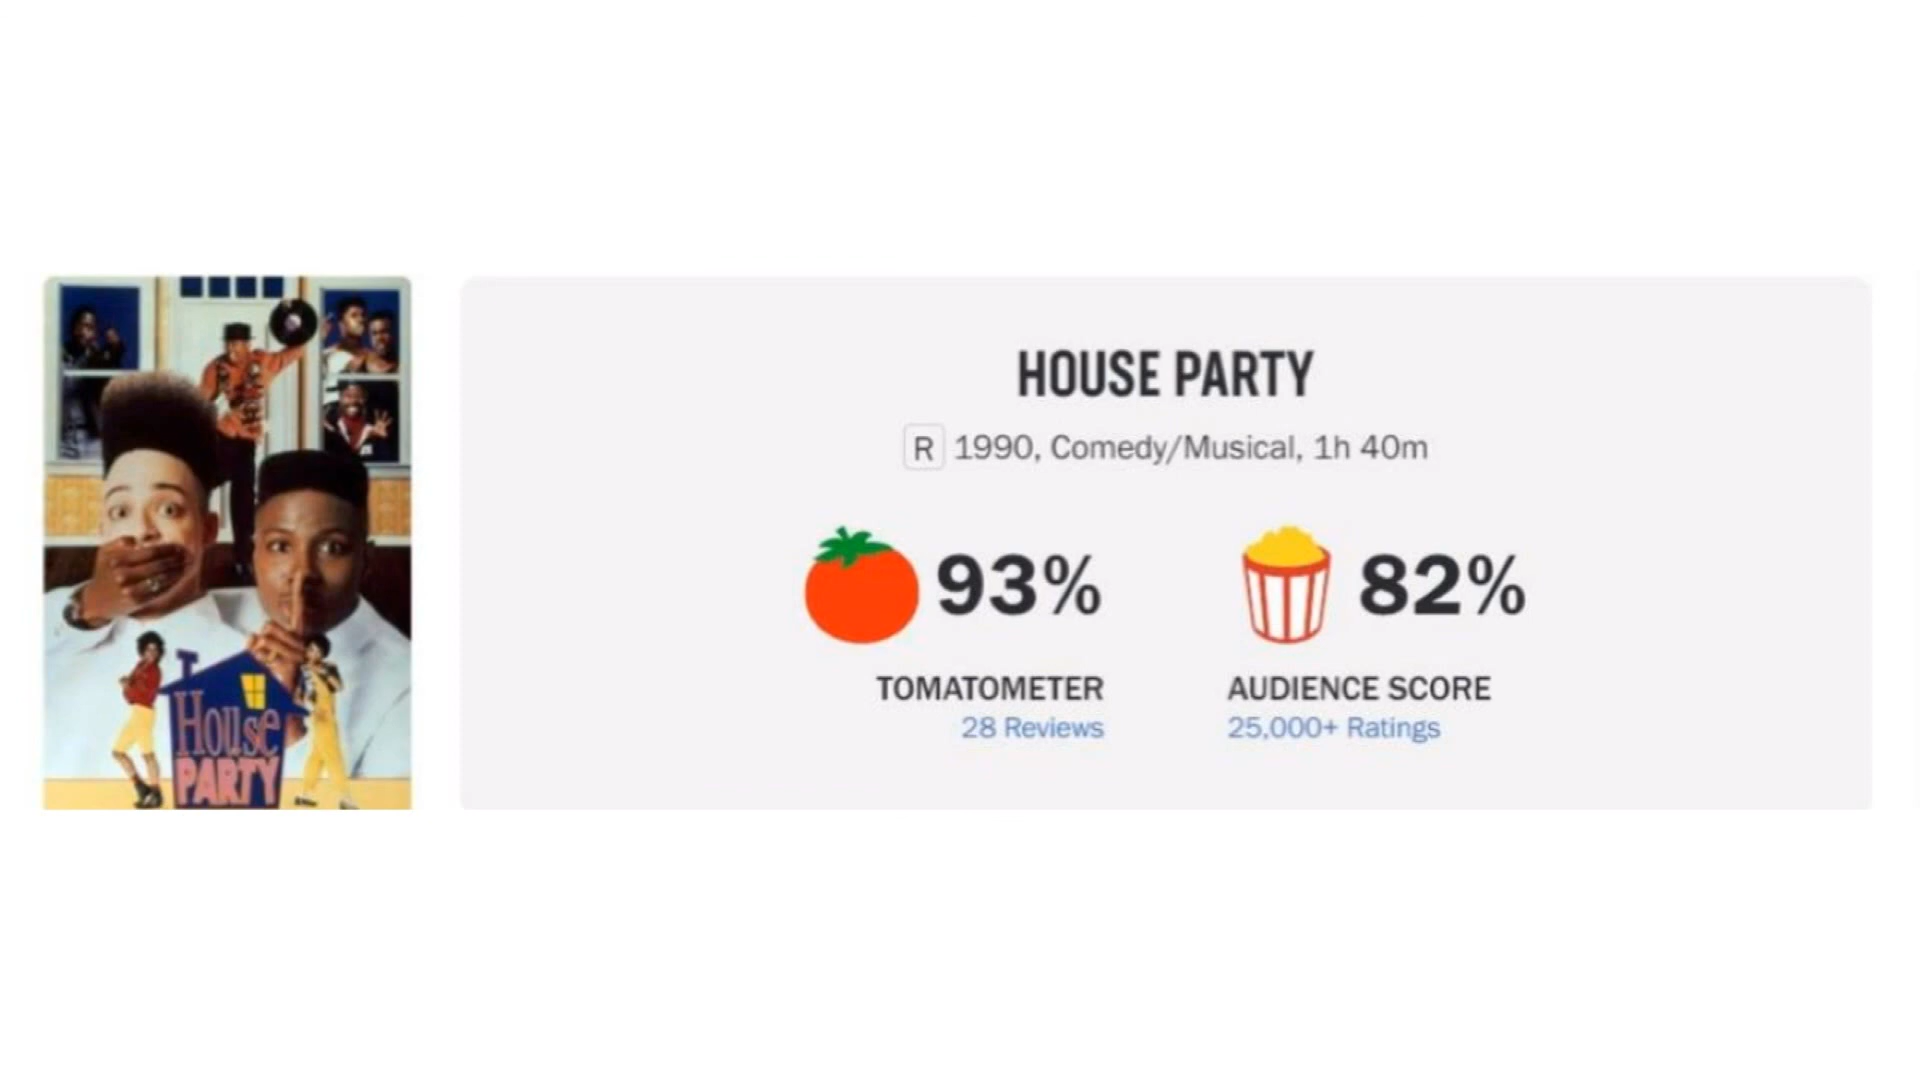 House
PARTY
HOUSE PARTY
R 1990, Comedy/Musical, 1h 40m
93%
82%
TOMATOMETER
AUDIENCE SCORE
28 Reviews
25,000+ Ratings